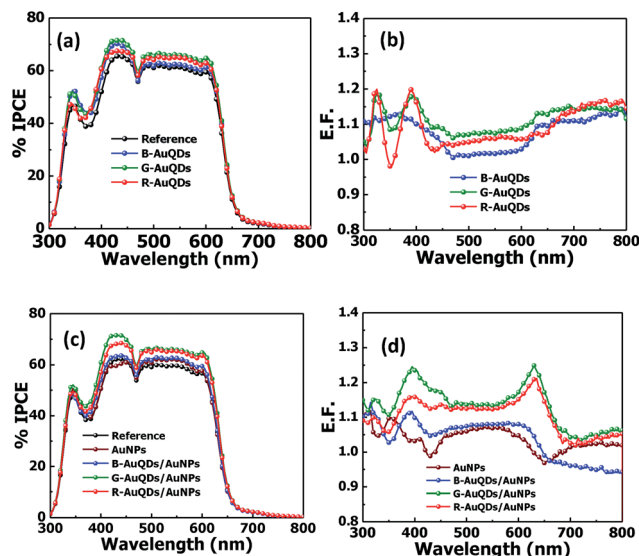 (a)
% IPCE
80
60
40
20
0
Reference
B-AuQDs
G-AuQDs
R-AuQDs
300 400 500 600 700 800
Wavelength (nm)
(b)
E.F.
1.4
1.3
1.2
1.1
1.0
0.9
B-AuQDs
G-AuQDs
R-AuQDs
300 400 500 600 700 800
Wavelength (nm)
(c)
% IPCE
80
60
40
20
0
Reference
AuNPs
B-AuQDs/AuNPs
G-AuQDs/AuNPs
R-AuQDs/AuNPs
300 400 500 600 700 800
Wavelength (nm)
(d)
E.F.
1.4
1.3
1.2
1.1
1.0
0.9
0.8
AuNPs
B-AuQDs/AuNPs
G-AuQDs/AuNPs
R-AuQDs/AuNPs
300 400 500 600 700 800
Wavelength (nm)